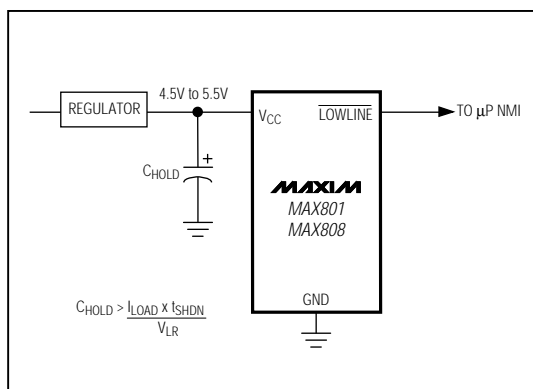 REGULATOR
4.5V to 5.5V
VCC
LOWLINE
TO µP NMI
CHOLD
+
MAXIM
MAX801
MAX808
GND
CHOLD > ILOAD x tSHDN
VLR